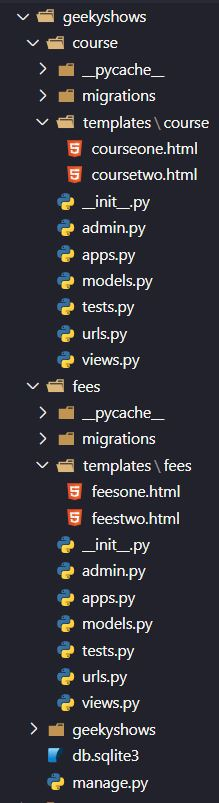 geekyshows
course
__pycache__
migrations
templates\course
courseone.html
coursetwo.html
__init__.py
admin.py
apps.py
models.py
tests.py
urls.py
views.py
fees
__pycache__
migrations
templates\fees
feesone.html
feestwo.html
__init__.py
admin.py
apps.py
models.py
tests.py
urls.py
views.py
geekyshows
db.sqlite3
manage.py